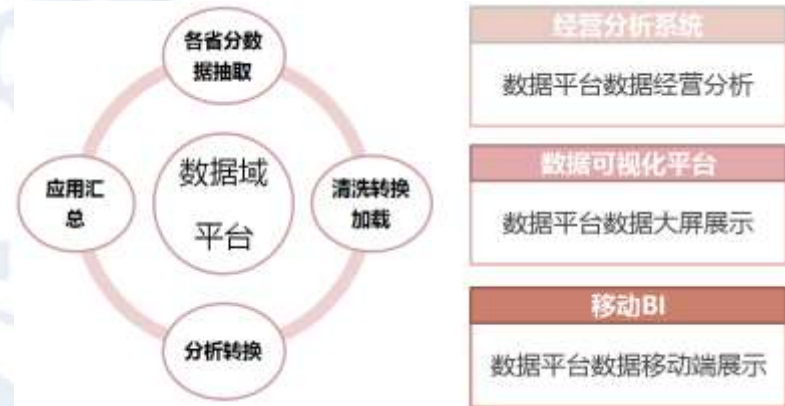 各省分数
据抽取
数据域
平台
应用汇
总
清洗转换
加载
分析转换
经营分析系统
数据平台数据经营分析
数据可视化平台
数据平台数据大屏展示
移动BI
数据平台数据移动端展示